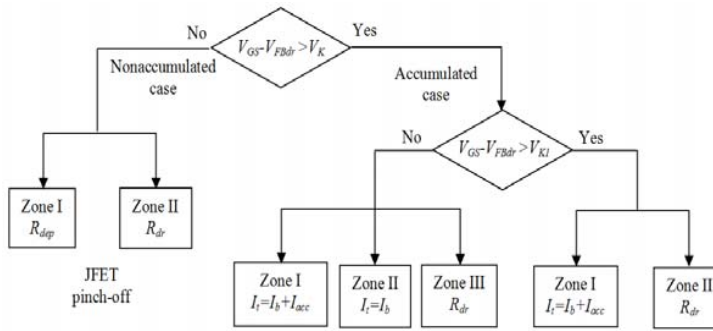 No
V_GS-V_FBdr>V_K
Yes
Nonaccumulated
case
Accumulated
case
No
V_GS-V_FBdr>V_K1
Yes
Zone I
R_dep
Zone II
R_dr
JFET
pinch-off
Zone I
I_t=I_b+I_acc
Zone II
I_t=I_b
Zone III
R_dr
Zone I
I_t=I_b+I_acc
Zone II
R_dr